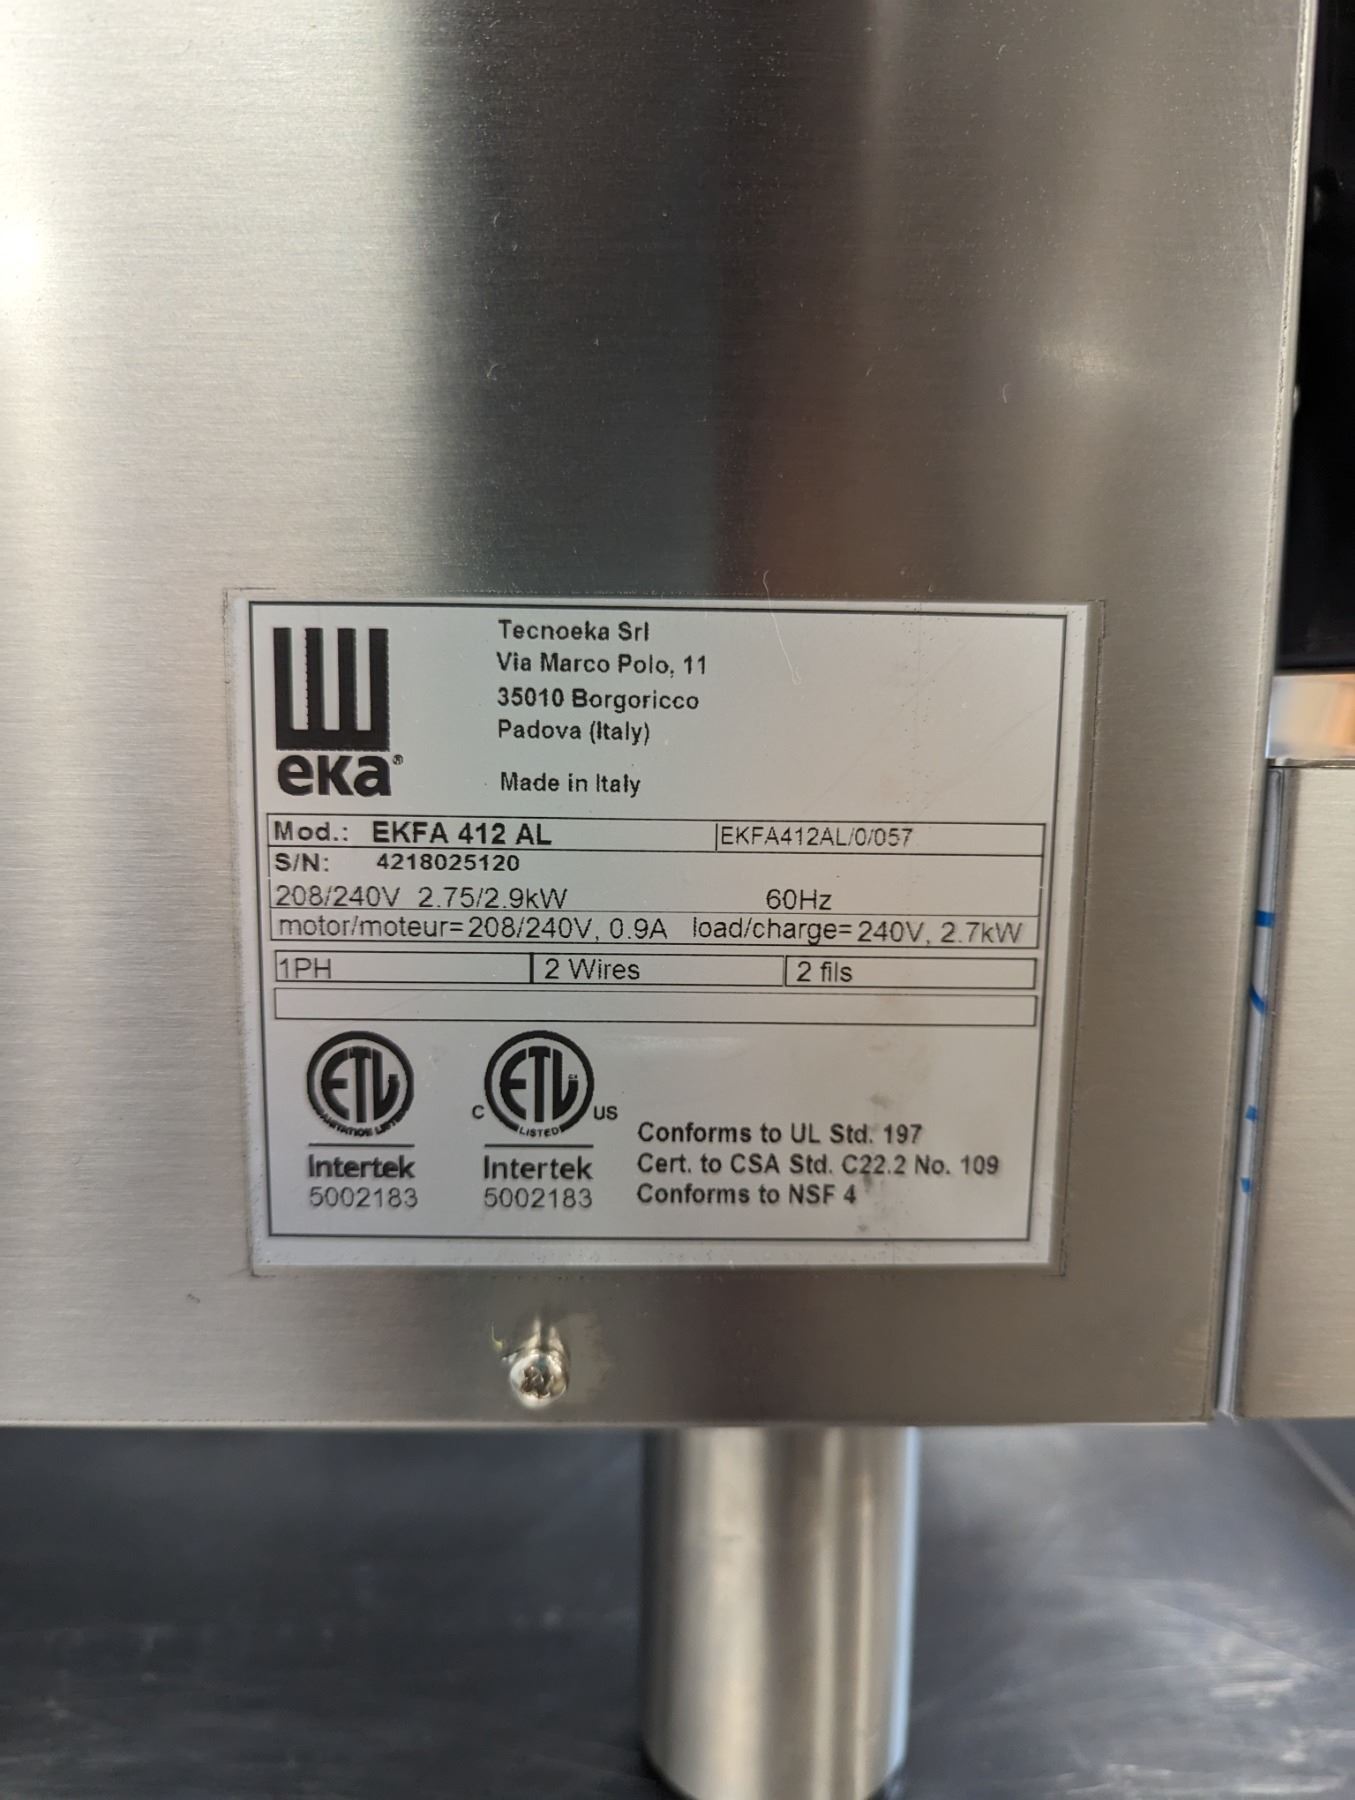 Tecnoeka Srl
Via Marco Polo, 11
35010 Borgoricco
Padova (Italy)
Made in Italy
eка®
Mod.: EKFA 412 AL EKFA412AL/0/057
S/N: 4218025120
208/240V 2.75/2.9kW 60Hz
motor/moteur=208/240V, 0.9A load/charge=240V, 2.7kW
1PH 2 Wires 2 fils
ETL
SANITATION LISTED
Intertek
5002183
C ETL US
LISTED
Intertek
5002183
Conforms to UL Std. 197
Cert. to CSA Std. C22.2 No. 109
Conforms to NSF 4